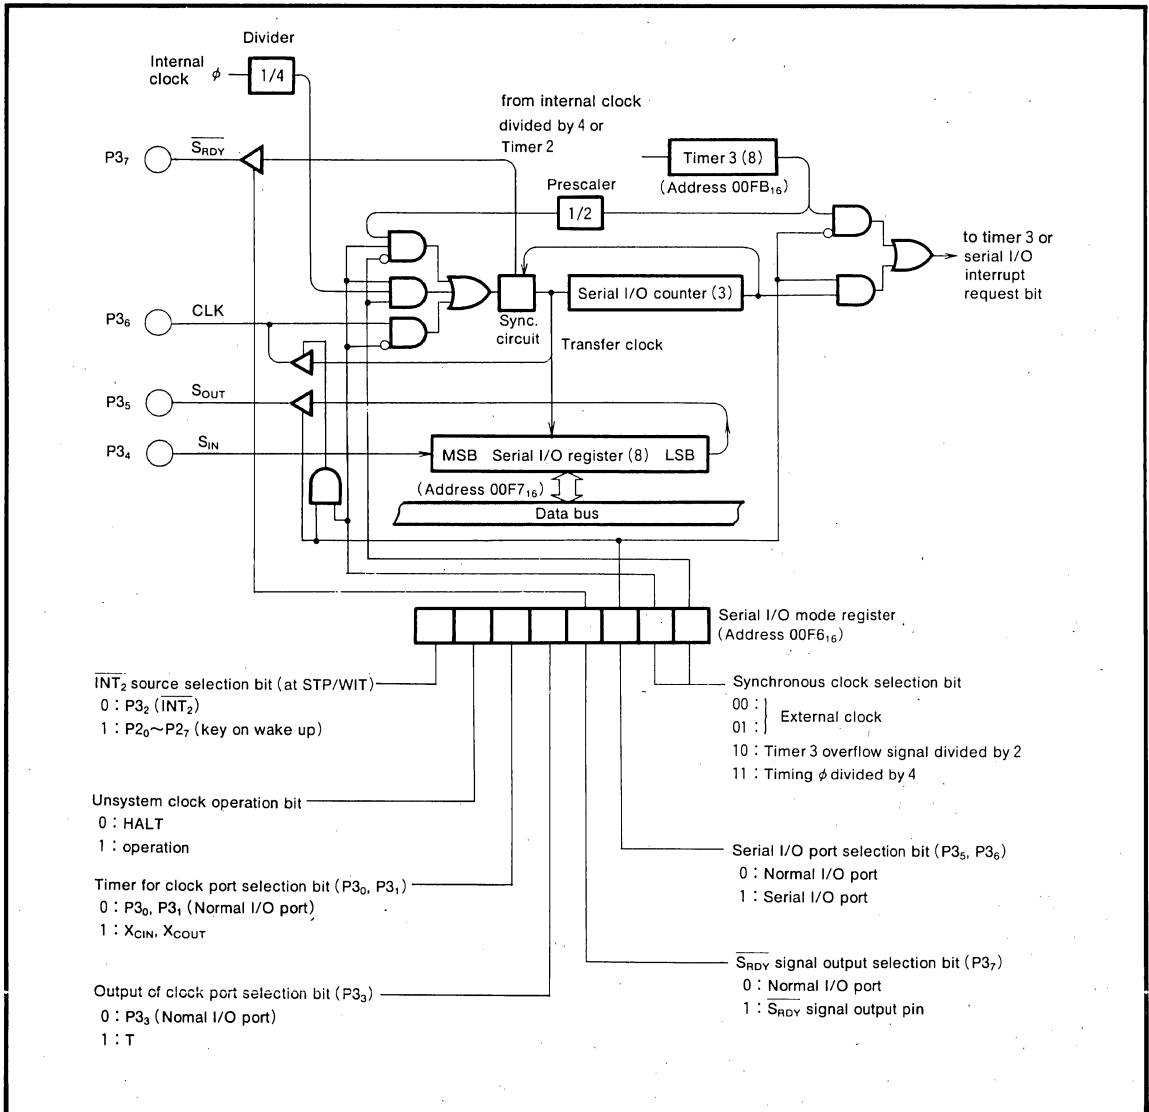 Divider
Internal clock φ
1/4
from internal clock
divided by 4 or
Timer 2
P3₇
S̅R̅D̅Y̅
Timer 3 (8)
(Address 00FB₁₆)
Prescaler
1/2
to timer 3 or
serial I/O
interrupt
request bit
Serial I/O counter (3)
P3₆
CLK
Sync.
circuit
Transfer clock
P3₅
SOUT
P3₄
SIN
MSB Serial I/O register (8) LSB
(Address 00F7₁₆)
Data bus
Serial I/O mode register
(Address 00F6₁₆)
I̅N̅T̅₂ source selection bit (at STP/WIT)
0 : P3₂ (I̅N̅T̅₂)
1 : P2₀~P2₇ (key on wake up)
Synchronous clock selection bit
00 :
01 :
External clock
10 : Timer 3 overflow signal divided by 2
11 : Timing φ divided by 4
Unsystem clock operation bit
0 : HALT
1 : operation
Serial I/O port selection bit (P3₅, P3₆)
0 : Normal I/O port
1 : Serial I/O port
Timer for clock port selection bit (P3₀, P3₁)
0 : P3₀, P3₁ (Normal I/O port)
1 : XCIN, XCOUT
S̅R̅D̅Y̅ signal output selection bit (P3₇)
0 : Normal I/O port
1 : S̅R̅D̅Y̅ signal output pin
Output of clock port selection bit (P3₃)
0 : P3₃ (Nomal I/O port)
1 : T